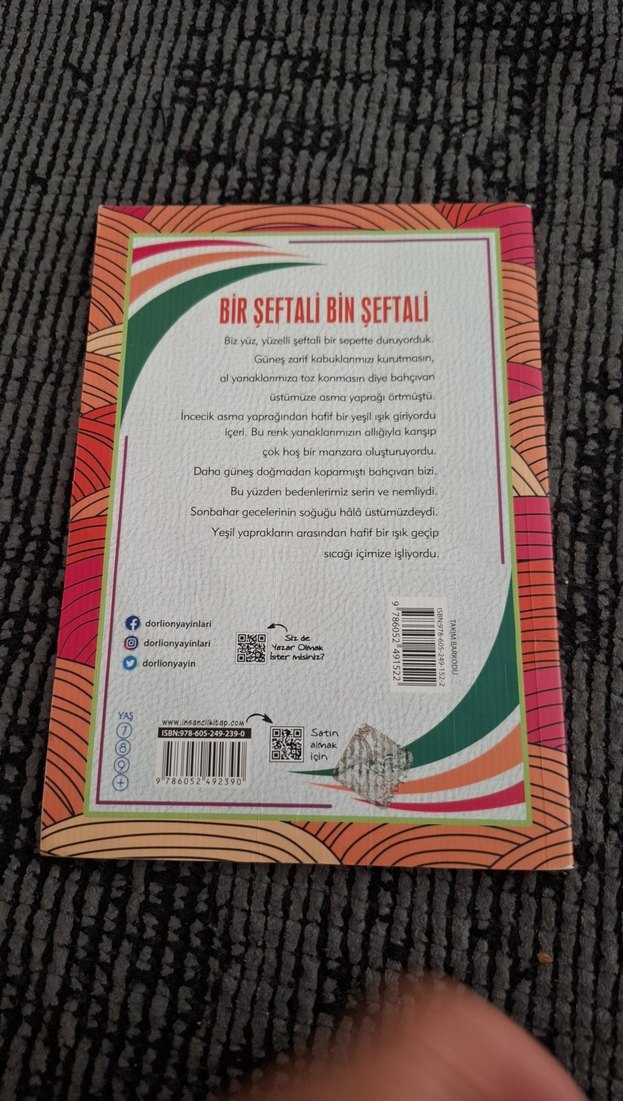 BİR ŞEFTALİ BİN ŞEFTALİ
Biz yüz, yüzelli şeftali bir sepette duruyorduk.
Güneş zarif kabuklarımızı kurutmasın,
al yanaklarımıza toz konmasın diye bahçıvan
üstümüze asma yaprağı örtmüştü.
İncecik asma yaprağından hafif bir yeşil ışık giriyordu
içeri. Bu renk yanaklarımızın allığıyla karışıp
çok hoş bir manzara oluşturuyordu.
Daha güneş doğmadan koparmıştı bahçıvan bizi.
Bu yüzden bedenlerimiz serin ve nemliydi.
Sonbahar gecelerinin soğuğu hâlâ üstümüzdeydi.
Yeşil yaprakların arasından hafif bir ışık geçip
sıcağı içimize işliyordu.
dorlionyayinlari
dorlionyayinlari
dorlionyayin
Siz de
Yazar Olmak
ister misiniz?
TAKIM BARKODU
ISBN:978-605-249-152-2
9 786052 491522
YAŞ
7
8
9
+
www.insanclikitap.com
ISBN:978-605-249-239-0
9 786052 492390
Satın
almak
için